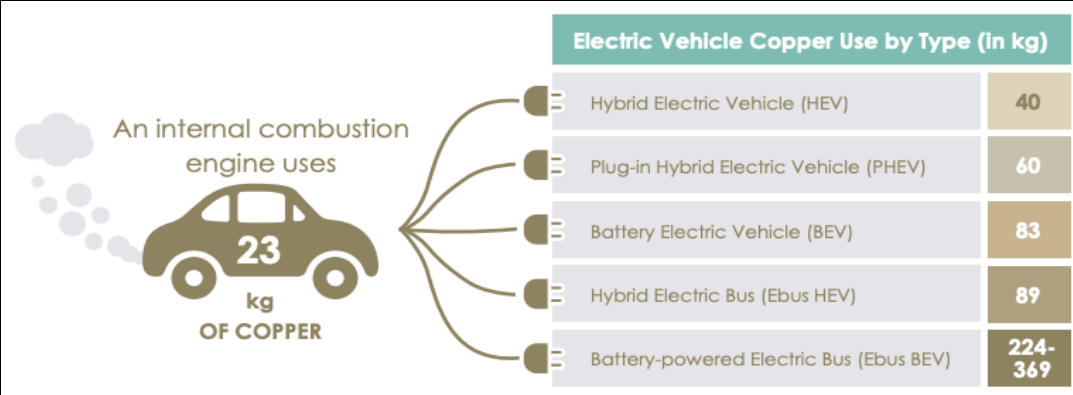 An internal combustion
engine uses
23
kg
OF COPPER
Electric Vehicle Copper Use by Type (in kg)
Hybrid Electric Vehicle (HEV) 40
Plug-in Hybrid Electric Vehicle (PHEV) 60
Battery Electric Vehicle (BEV) 83
Hybrid Electric Bus (Ebus HEV) 89
Battery-powered Electric Bus (Ebus BEV) 224-
369